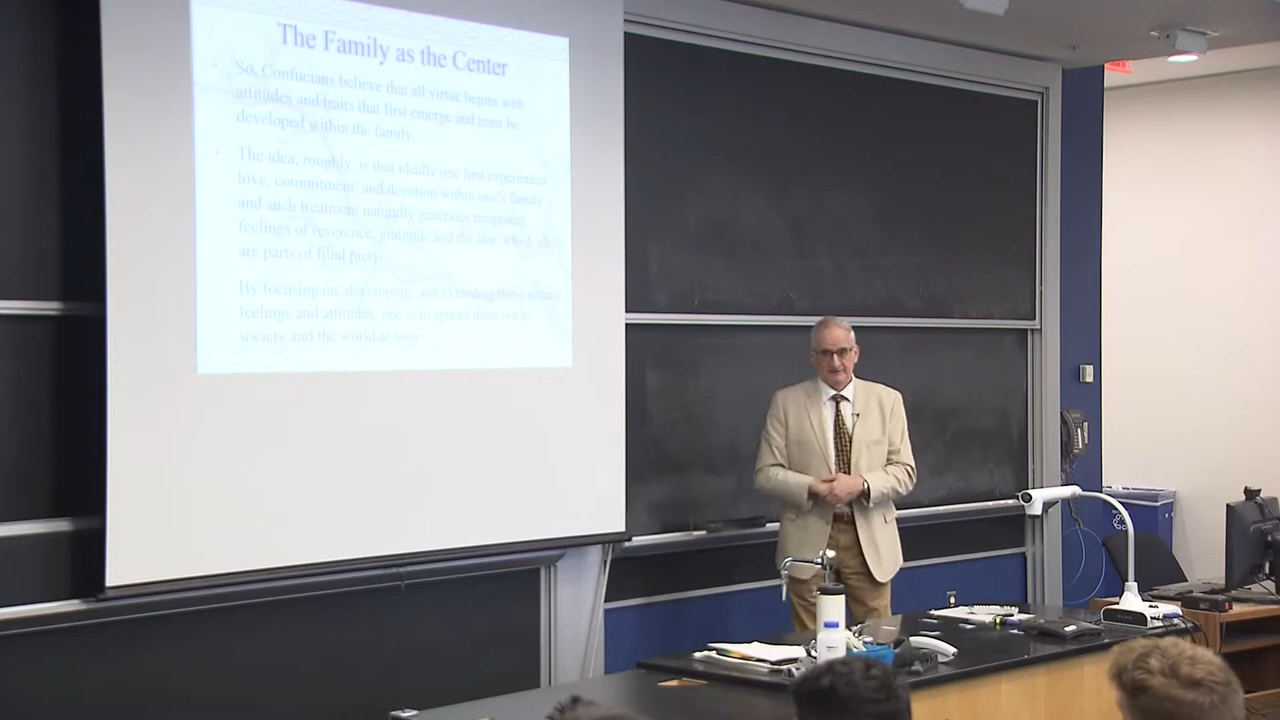 The Family as the Center
So, Confucians believe that all virtue begins with
attitudes and traits that first emerge and must be
developed within the family.
The idea, roughly, is that ideally one first experiences
love, commitment, and devotion within one's family
and such treatment naturally generates reciprocal
feelings of reverence, gratitude and the like, which all
are parts of filial piety.
By focusing on, developing, and extending these natural
feelings and attitudes, one is to spread them out to
society and the world at large.